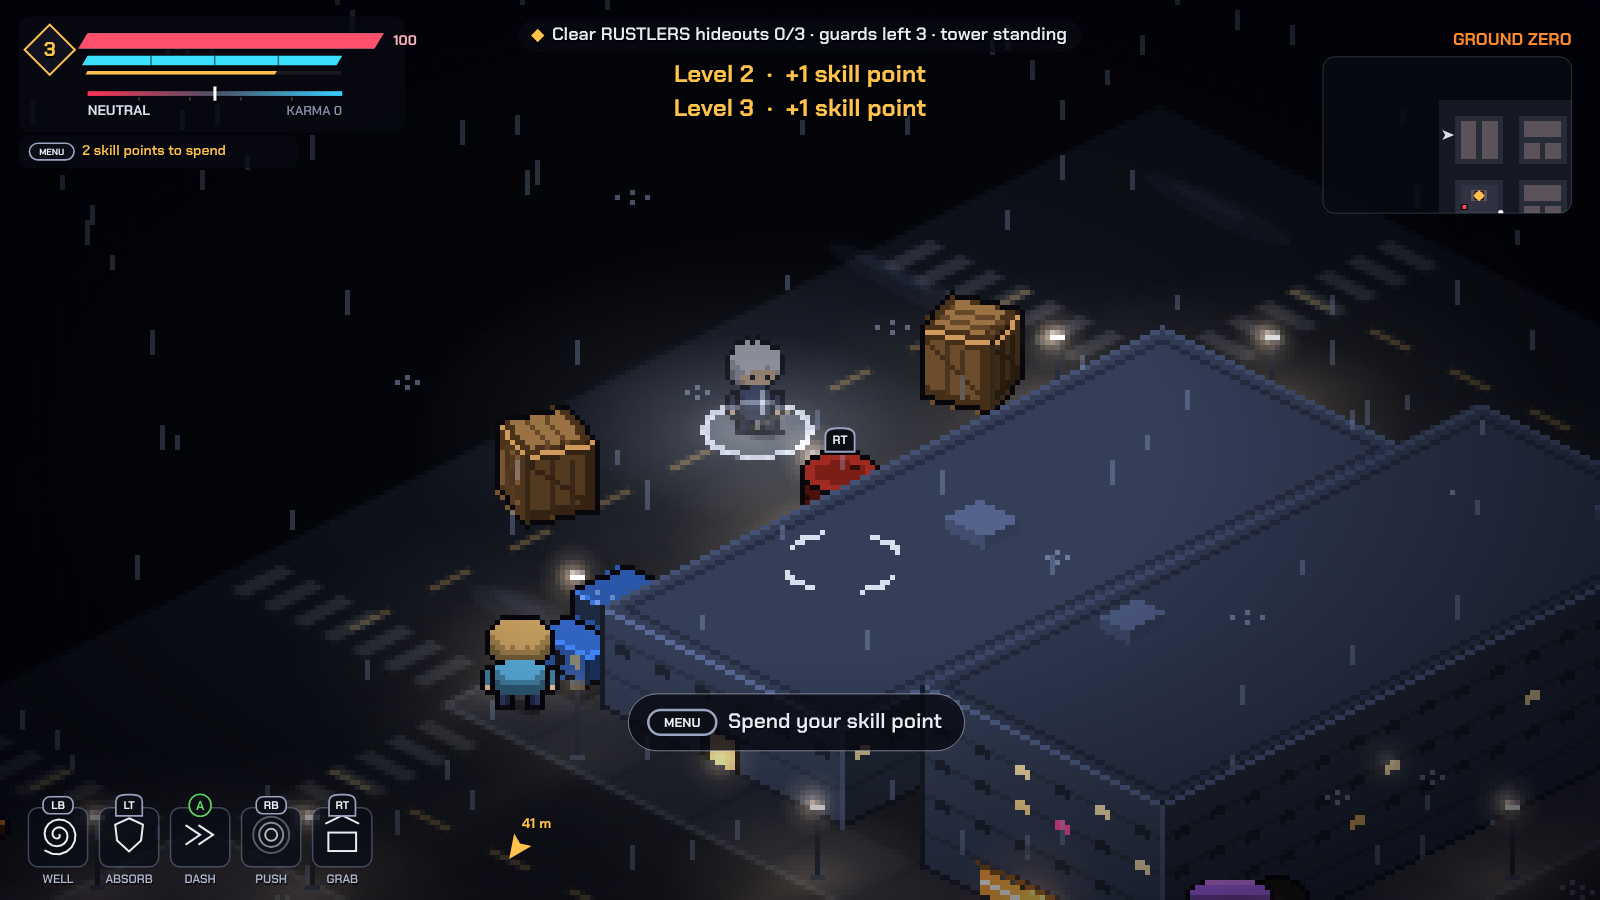 3
100
NEUTRAL
KARMA 0
MENU 2 skill points to spend
Clear RUSTLERS hideouts 0/3 · guards left 3 · tower standing
Level 2 · +1 skill point
Level 3 · +1 skill point
GROUND ZERO
RT
MENU Spend your skill point
41 m
LB LT A RB RT
WELL ABSORB DASH PUSH GRAB